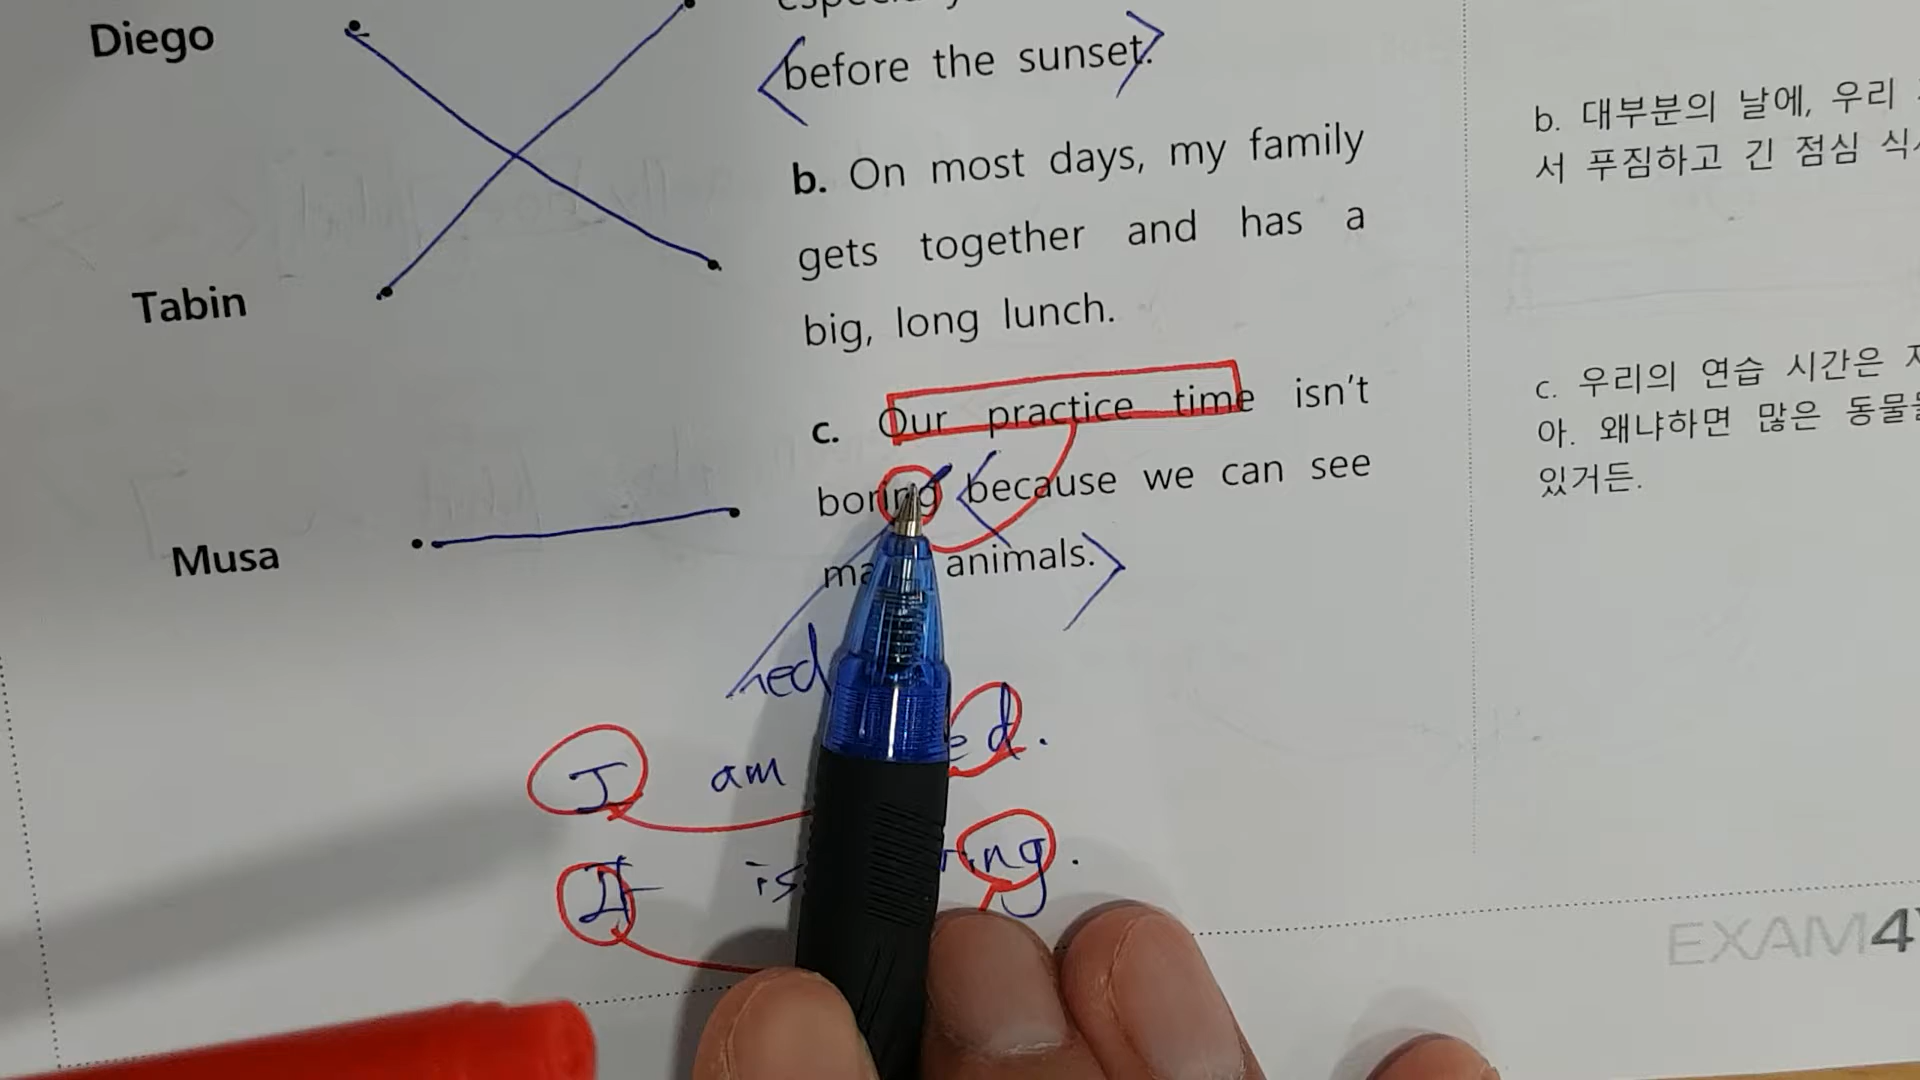 Diego
before the sunset.
b. On most days, my family
gets together and has a
big, long lunch.
Tabin
c. Our practice time isn't
boring because we can see
animals.
Musa
b. 대부분의 날에, 우리
서 푸짐하고 긴 점심
c. 우리의 연습 시간은
아. 왜냐하면 많은
있거든.
I am
It is
EXAM4